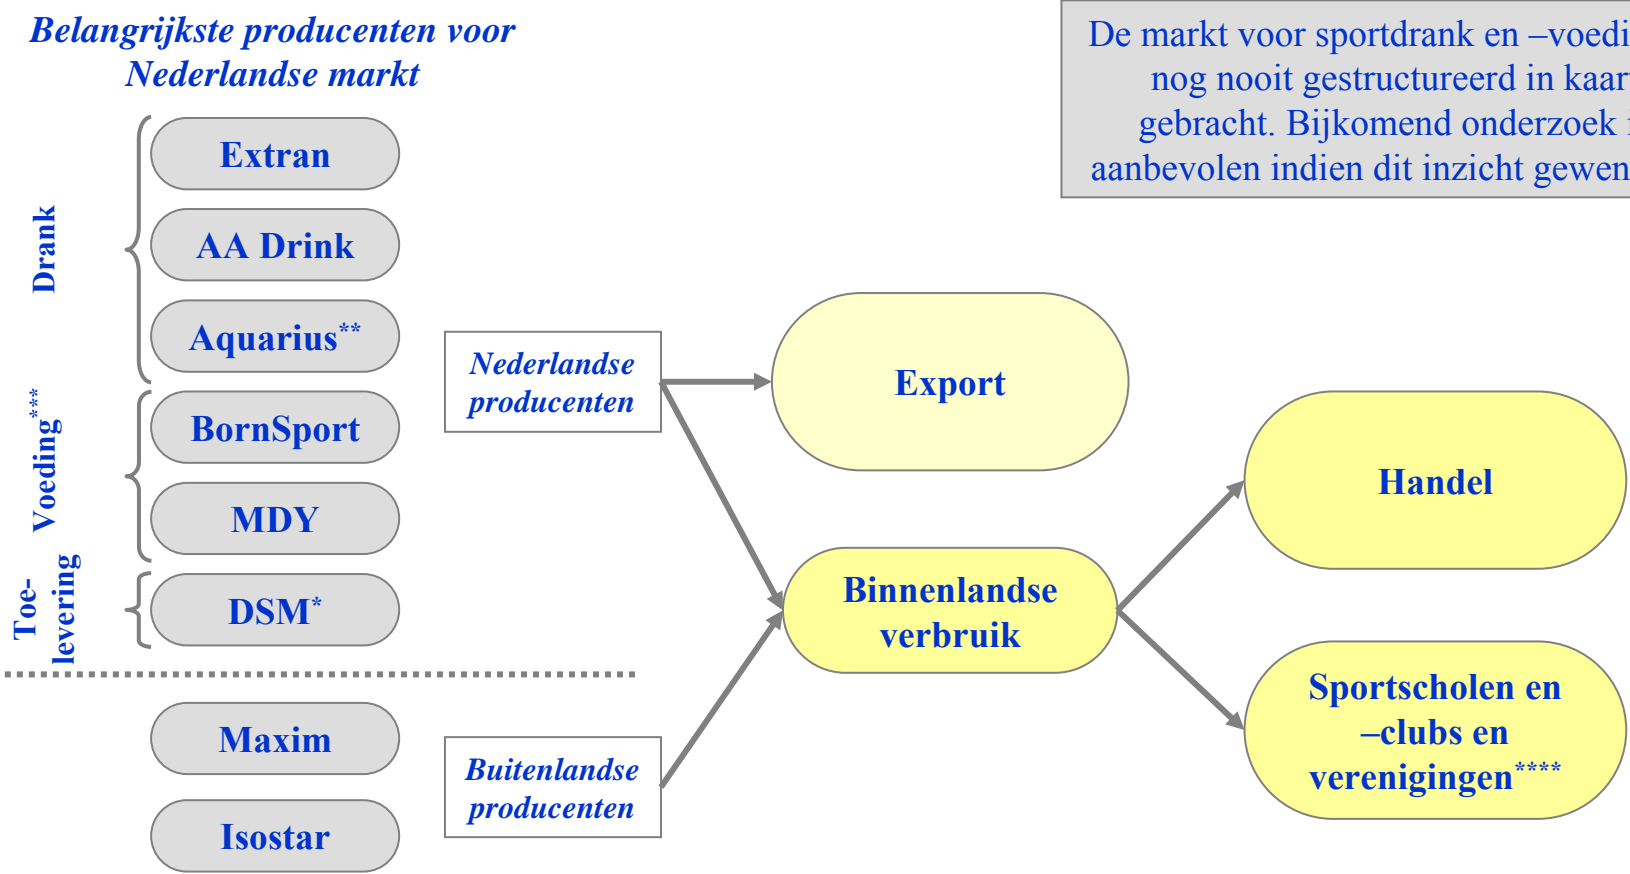 Belangrijkste producenten voor
Nederlandse markt
De markt voor sportdrank en –voedi
nog nooit gestructureerd in kaar
gebracht. Bijkomend onderzoek i
aanbevolen indien dit inzicht gewen
Drank
Extran
AA Drink
Aquarius**
Voeding***
BornSport
MDY
Toe-
levering
DSM*
Maxim
Isostar
Nederlandse
producenten
Buitenlandse
producenten
Export
Binnenlandse
verbruik
Handel
Sportscholen en
–clubs en
verenigingen****